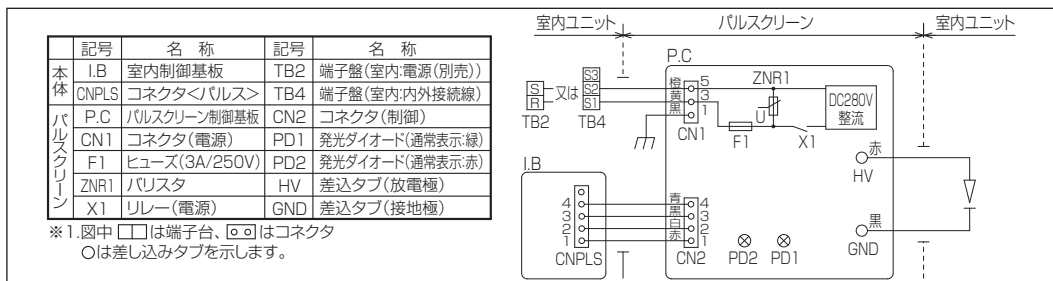 記号 名 称 記号 名 称
本体 I.B 室内制御基板 TB2 端子盤(室内:電源(別売))
CNPLS コネクタ<パルス> TB4 端子盤(室内:内外接続線)
パルスクリーン P.C パルスクリーン制御基板 CN2 コネクタ(制御)
CN1 コネクタ(電源) PD1 発光ダイオード(通常表示:緑)
F1 ヒューズ(3A/250V) PD2 発光ダイオード(通常表示:赤)
ZNR1 バリスタ HV 差込タブ(放電極)
X1 リレー(電源) GND 差込タブ(接地極)
※1.図中 は端子台、 はコネクタ
○は差し込みタブを示します。
室内ユニット パルスクリーン 室内ユニット
P.C
S3
S 又は S2 橙 5 ZNR1
R S1 黄 3 DC280V
黒 1 U 整流
TB2 TB4 CN1 F1 X1
赤
HV
I.B
4 青 4
3 黒 3
2 白 2
1 赤 1
黒
GND
CNPLS CN2 PD2 PD1